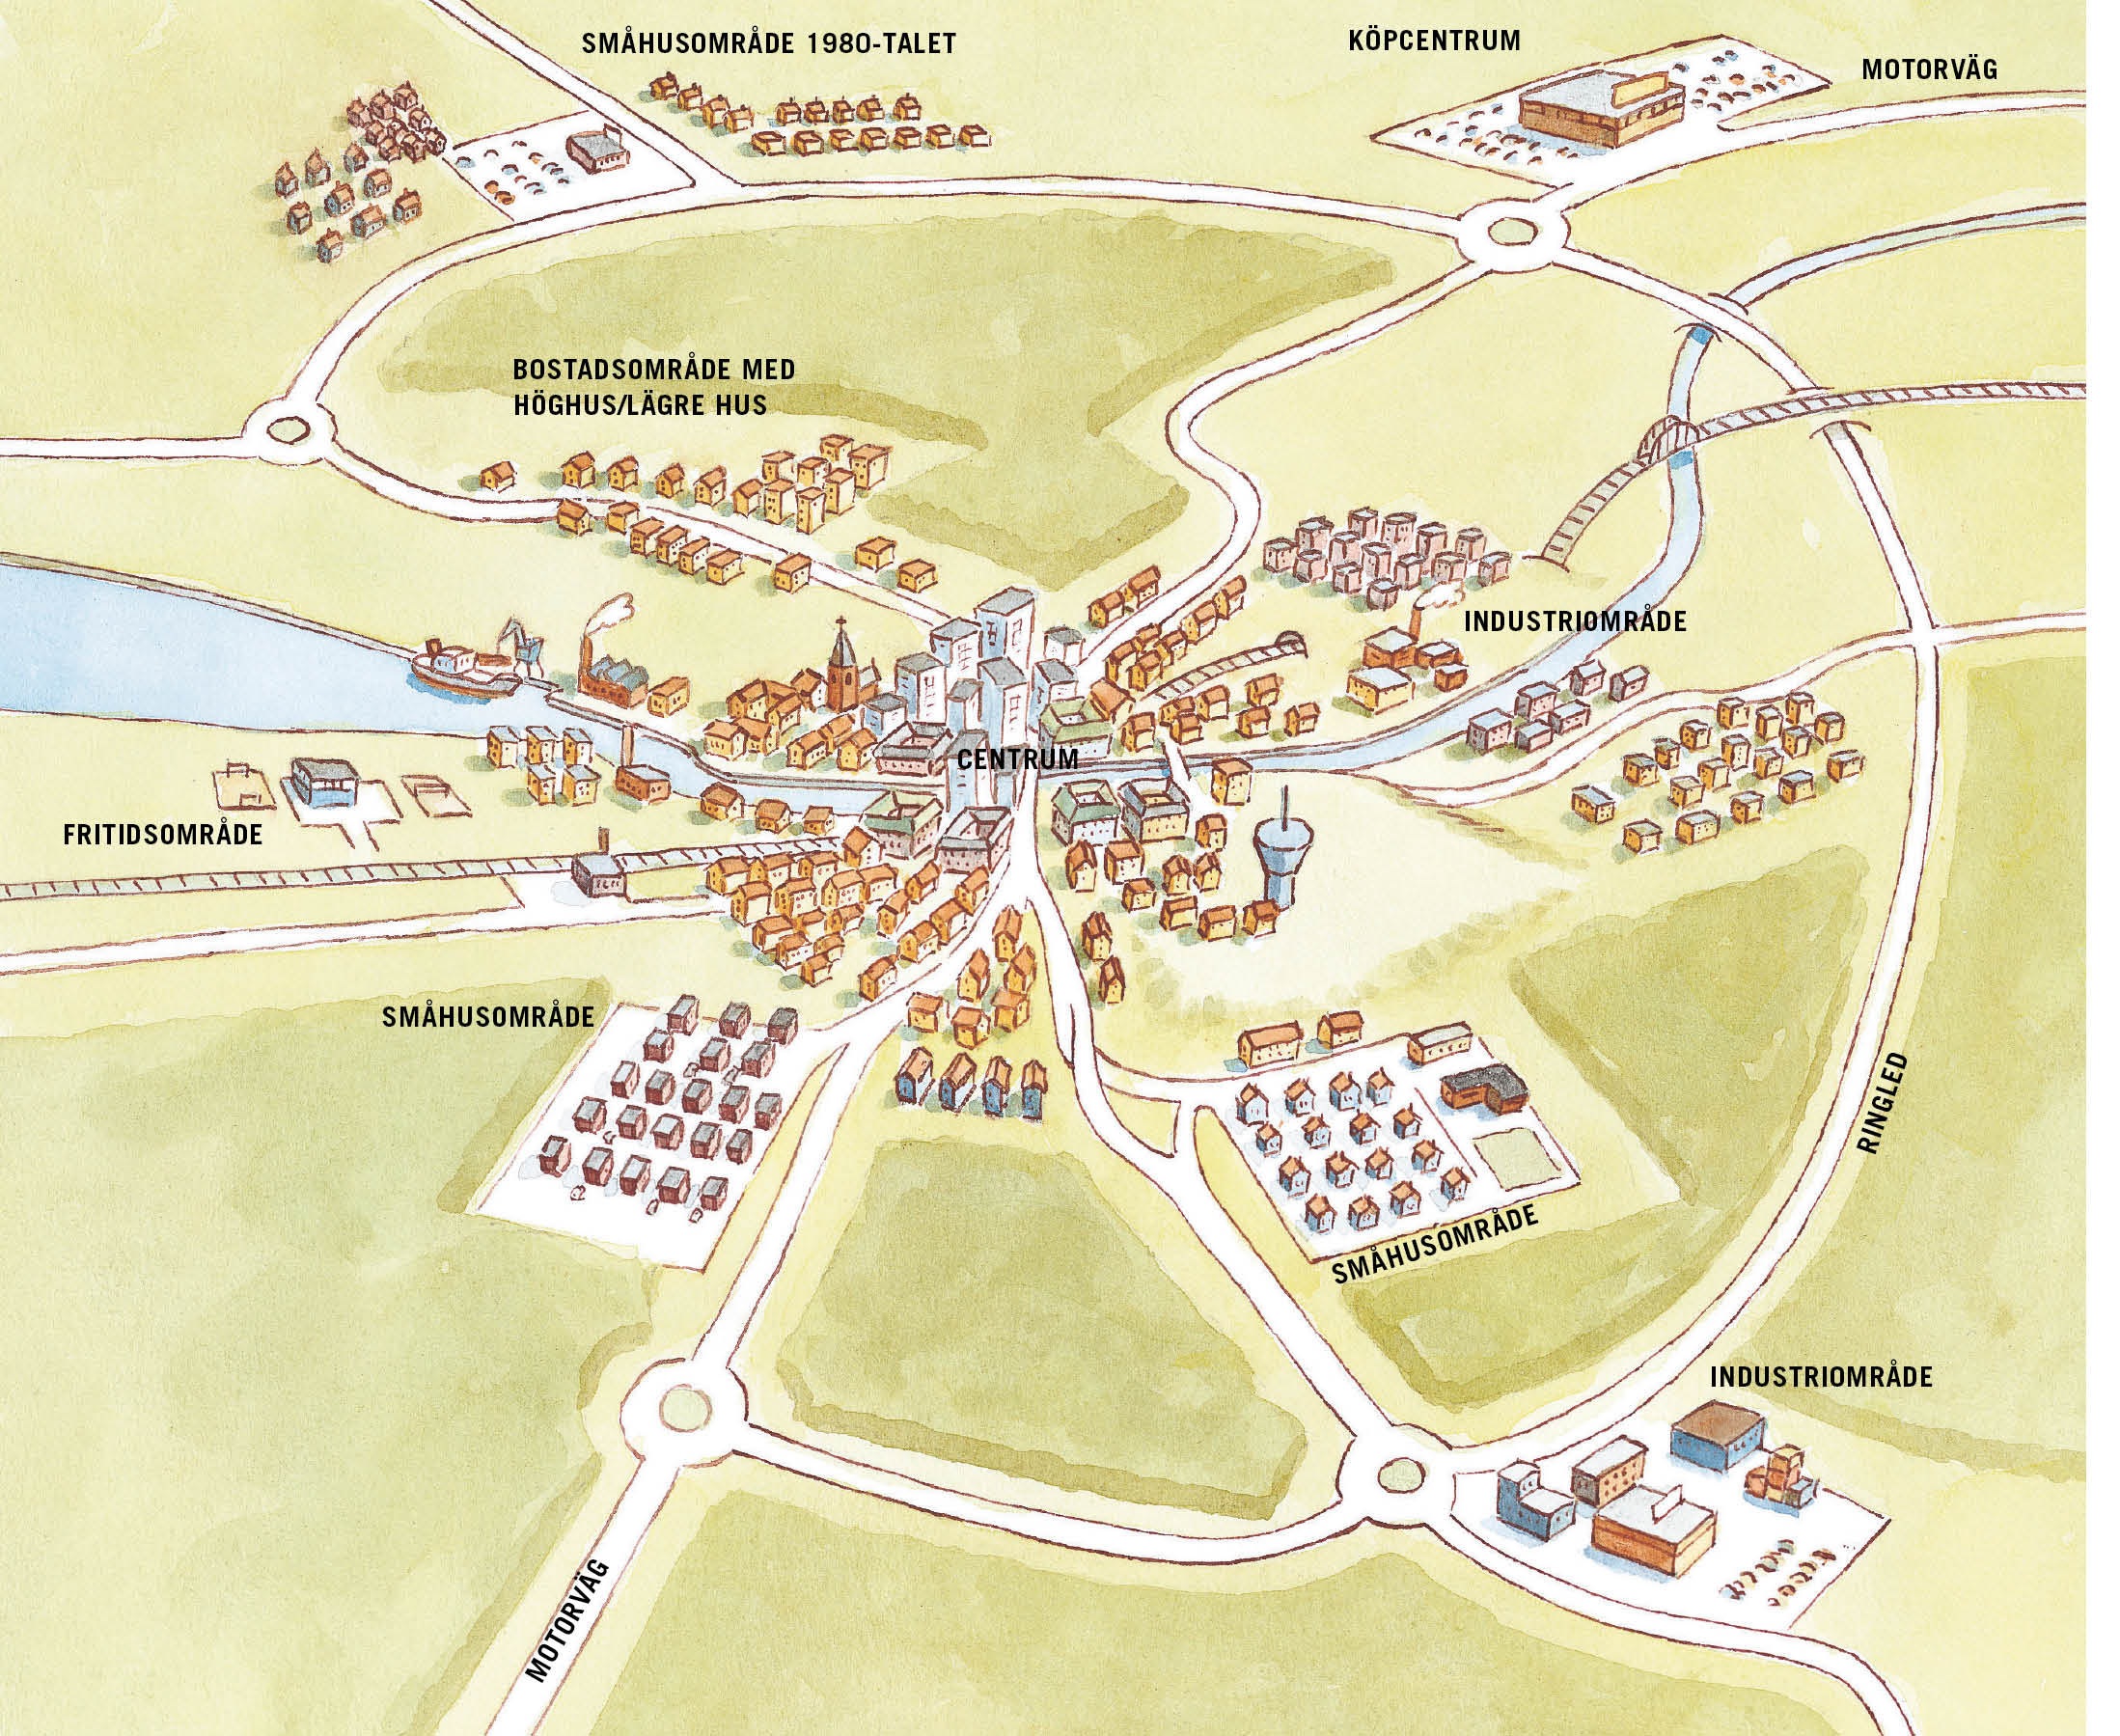 SMÅHUSOMRÅDE 1980-TALET
KÖPCENTRUM
MOTORVÄG
BOSTADSOMRÅDE MED
HÖGHUS/LÄGRE HUS
INDUSTRIOMRÅDE
CENTRUM
FRITIDSOMRÅDE
SMÅHUSOMRÅDE
RINGLED
SMÅHUSOMRÅDE
INDUSTRIOMRÅDE
MOTORVÄG